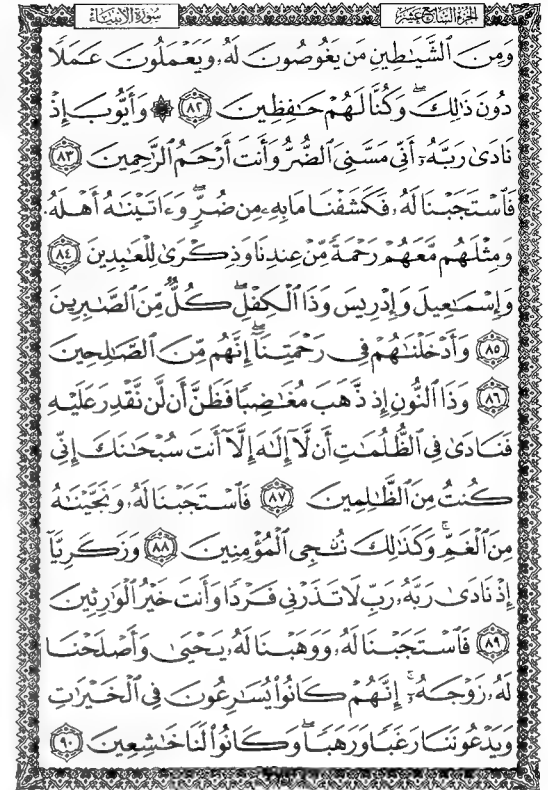 سورة الأنبياء الجزء السابع عشر
وَمِنَ ٱلشَّيَٰطِينِ مَن يَغُوصُونَ لَهُۥ وَيَعْمَلُونَ عَمَلًا
دُونَ ذَٰلِكَۖ وَكُنَّا لَهُمْ حَٰفِظِينَ ٨٢ ۞ وَأَيُّوبَ إِذْ
نَادَىٰ رَبَّهُۥٓ أَنِّي مَسَّنِيَ ٱلضُّرُّ وَأَنتَ أَرْحَمُ ٱلرَّٰحِمِينَ ٨٣
فَٱسْتَجَبْنَا لَهُۥ فَكَشَفْنَا مَا بِهِۦ مِن ضُرٍّۖ وَءَاتَيْنَٰهُ أَهْلَهُۥ
وَمِثْلَهُم مَّعَهُمْ رَحْمَةً مِّنْ عِندِنَا وَذِكْرَىٰ لِلْعَٰبِدِينَ ٨٤
وَإِسْمَٰعِيلَ وَإِدْرِيسَ وَذَا ٱلْكِفْلِۖ كُلٌّ مِّنَ ٱلصَّٰبِرِينَ
٨٥ وَأَدْخَلْنَٰهُمْ فِي رَحْمَتِنَآۖ إِنَّهُم مِّنَ ٱلصَّٰلِحِينَ
٨٦ وَذَا ٱلنُّونِ إِذ ذَّهَبَ مُغَٰضِبًا فَظَنَّ أَن لَّن نَّقْدِرَ عَلَيْهِ
فَنَادَىٰ فِي ٱلظُّلُمَٰتِ أَن لَّآ إِلَٰهَ إِلَّآ أَنتَ سُبْحَٰنَكَ إِنِّي
كُنتُ مِنَ ٱلظَّٰلِمِينَ ٨٧ فَٱسْتَجَبْنَا لَهُۥ وَنَجَّيْنَٰهُ
مِنَ ٱلْغَمِّۚ وَكَذَٰلِكَ نُۨجِي ٱلْمُؤْمِنِينَ ٨٨ وَزَكَرِيَّآ
إِذْ نَادَىٰ رَبَّهُۥ رَبِّ لَا تَذَرْنِي فَرْدًا وَأَنتَ خَيْرُ ٱلْوَٰرِثِينَ
٨٩ فَٱسْتَجَبْنَا لَهُۥ وَوَهَبْنَا لَهُۥ يَحْيَىٰ وَأَصْلَحْنَا
لَهُۥ زَوْجَهُۥٓۚ إِنَّهُمْ كَانُوا۟ يُسَٰرِعُونَ فِي ٱلْخَيْرَٰتِ
وَيَدْعُونَنَا رَغَبًا وَرَهَبًاۖ وَكَانُوا۟ لَنَا خَٰشِعِينَ ٩٠